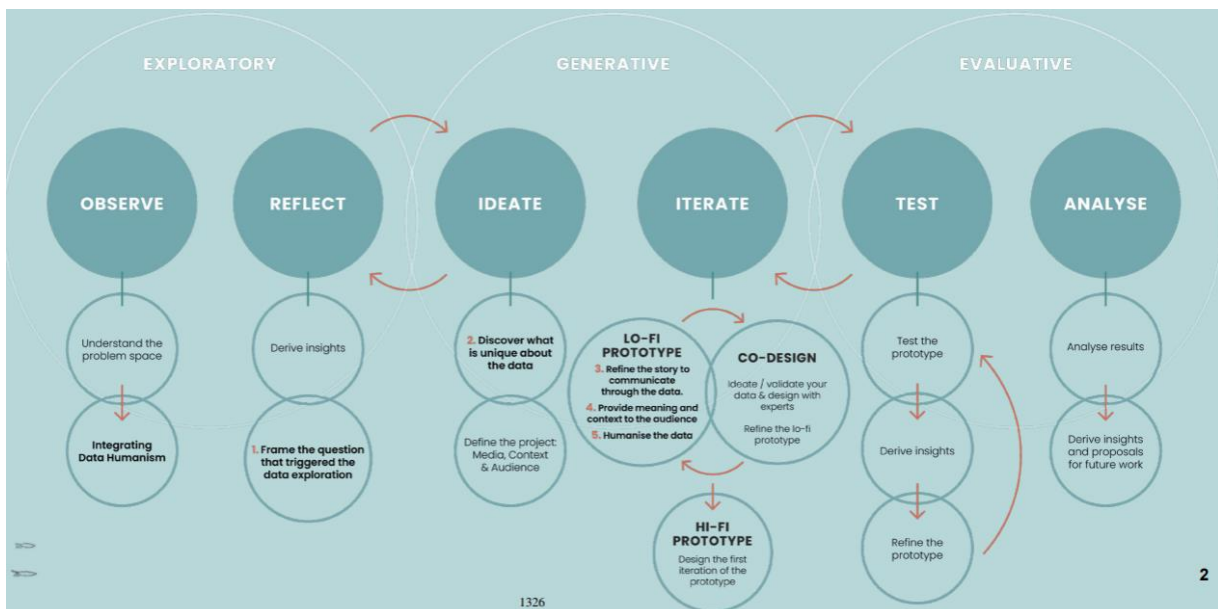 EXPLORATORY
GENERATIVE
EVALUATIVE
OBSERVE
REFLECT
IDEATE
ITERATE
TEST
ANALYSE
Understand the
problem space
Integrating
Data Humanism
Derive insights
1. Frame the question
that triggered the
data exploration
2. Discover what
is unique about
the data
Define the project:
Media, Context
& Audience
LO-FI
PROTOTYPE
3. Refine the story to
communicate
through the data.
4. Provide meaning and
context to the audience
5. Humanise the data
CO-DESIGN
Ideate / validate your
data & design with
experts
Refine the lo-fi
prototype
HI-FI
PROTOTYPE
Design the first
iteration of the
prototype
Test the
prototype
Derive insights
Refine the
prototype
Analyse results
Derive insights
and proposals
for future work
2
1326